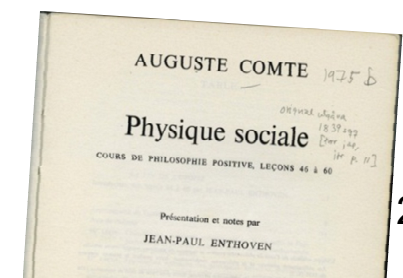 AUGUSTE COMTE 1975 b
Physique sociale
1839
COURS DE PHILOSOPHIE POSITIVE, LEÇONS 46 à 60
Présentation et notes par
JEAN-PAUL ENTHOVEN
2